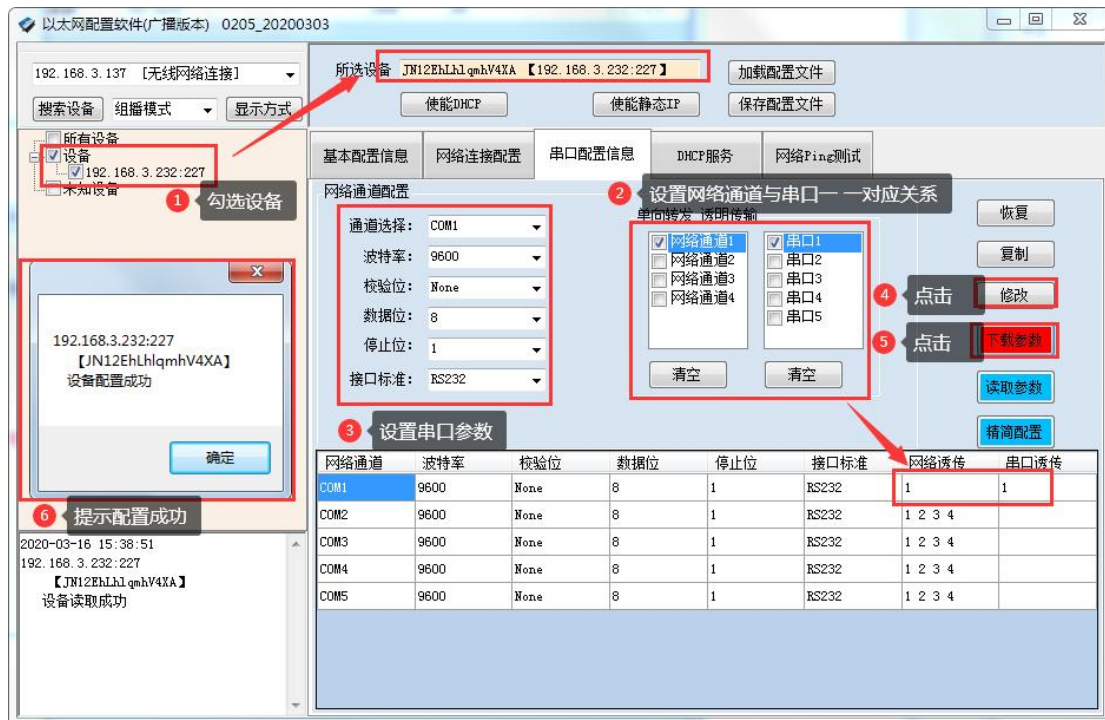 以太网配置软件(广播版本) 0205_20200303
192.168.3.137 [无线网络连接]
搜索设备 组播模式 显示方式
所有设备
设备
192.168.3.232:227
未知设备
1 勾选设备
所选设备 JN12EhLhlqmhV4XA 【192.168.3.232:227】 加载配置文件
使能DHCP 使能静态IP 保存配置文件
基本配置信息 网络连接配置 串口配置信息 DHCP服务 网络Ping测试
网络通道配置
通道选择: COM1
波特率: 9600
校验位: None
数据位: 8
停止位: 1
接口标准: RS232
3 设置串口参数
2 设置网络通道与串口一 一对应关系
单向转发 透明传输
网络通道1 串口1
网络通道2 串口2
网络通道3 串口3
网络通道4 串口4
串口5
清空 清空
恢复
复制
4 点击 修改
5 点击 下载参数
读取参数
精简配置
192.168.3.232:227
【JN12EhLhlqmhV4XA】
设备配置成功
确定
6 提示配置成功
网络通道 波特率 校验位 数据位 停止位 接口标准 网络透传 串口透传
COM1 9600 None 8 1 RS232 1 1
COM2 9600 None 8 1 RS232 1 2 3 4
COM3 9600 None 8 1 RS232 1 2 3 4
COM4 9600 None 8 1 RS232 1 2 3 4
COM5 9600 None 8 1 RS232 1 2 3 4
2020-03-16 15:38:51
192.168.3.232:227
【JN12EhLhlqmhV4XA】
设备读取成功